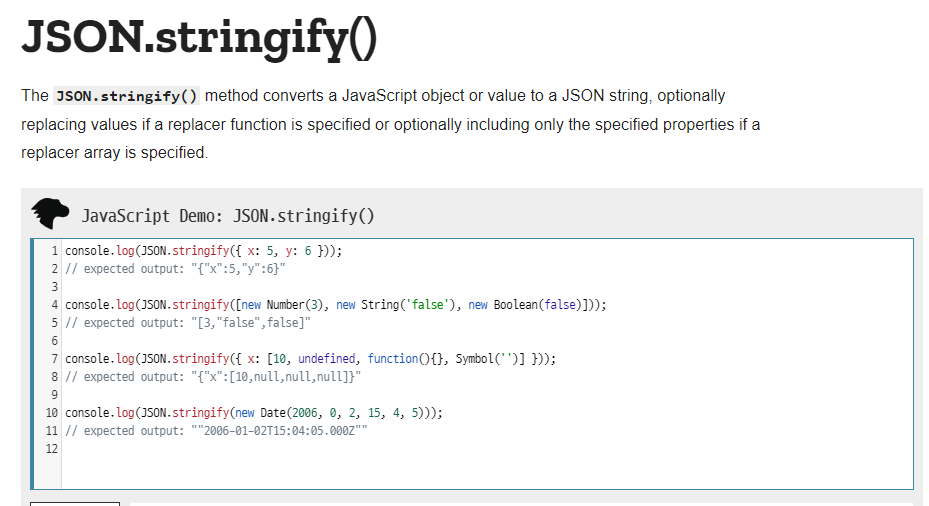 JSON.stringify()
The JSON.stringify() method converts a JavaScript object or value to a JSON string, optionally
replacing values if a replacer function is specified or optionally including only the specified properties if a
replacer array is specified.
JavaScript Demo: JSON.stringify()
1 console.log(JSON.stringify({ x: 5, y: 6 }));
2 // expected output: "{"x":5,"y":6}"
3
4 console.log(JSON.stringify([new Number(3), new String('false'), new Boolean(false)]));
5 // expected output: "[3,"false",false]"
6
7 console.log(JSON.stringify({ x: [10, undefined, function(){}, Symbol('')] }));
8 // expected output: "{"x":[10,null,null,null]}"
9
10 console.log(JSON.stringify(new Date(2006, 0, 2, 15, 4, 5)));
11 // expected output: ""2006-01-02T15:04:05.000Z""
12